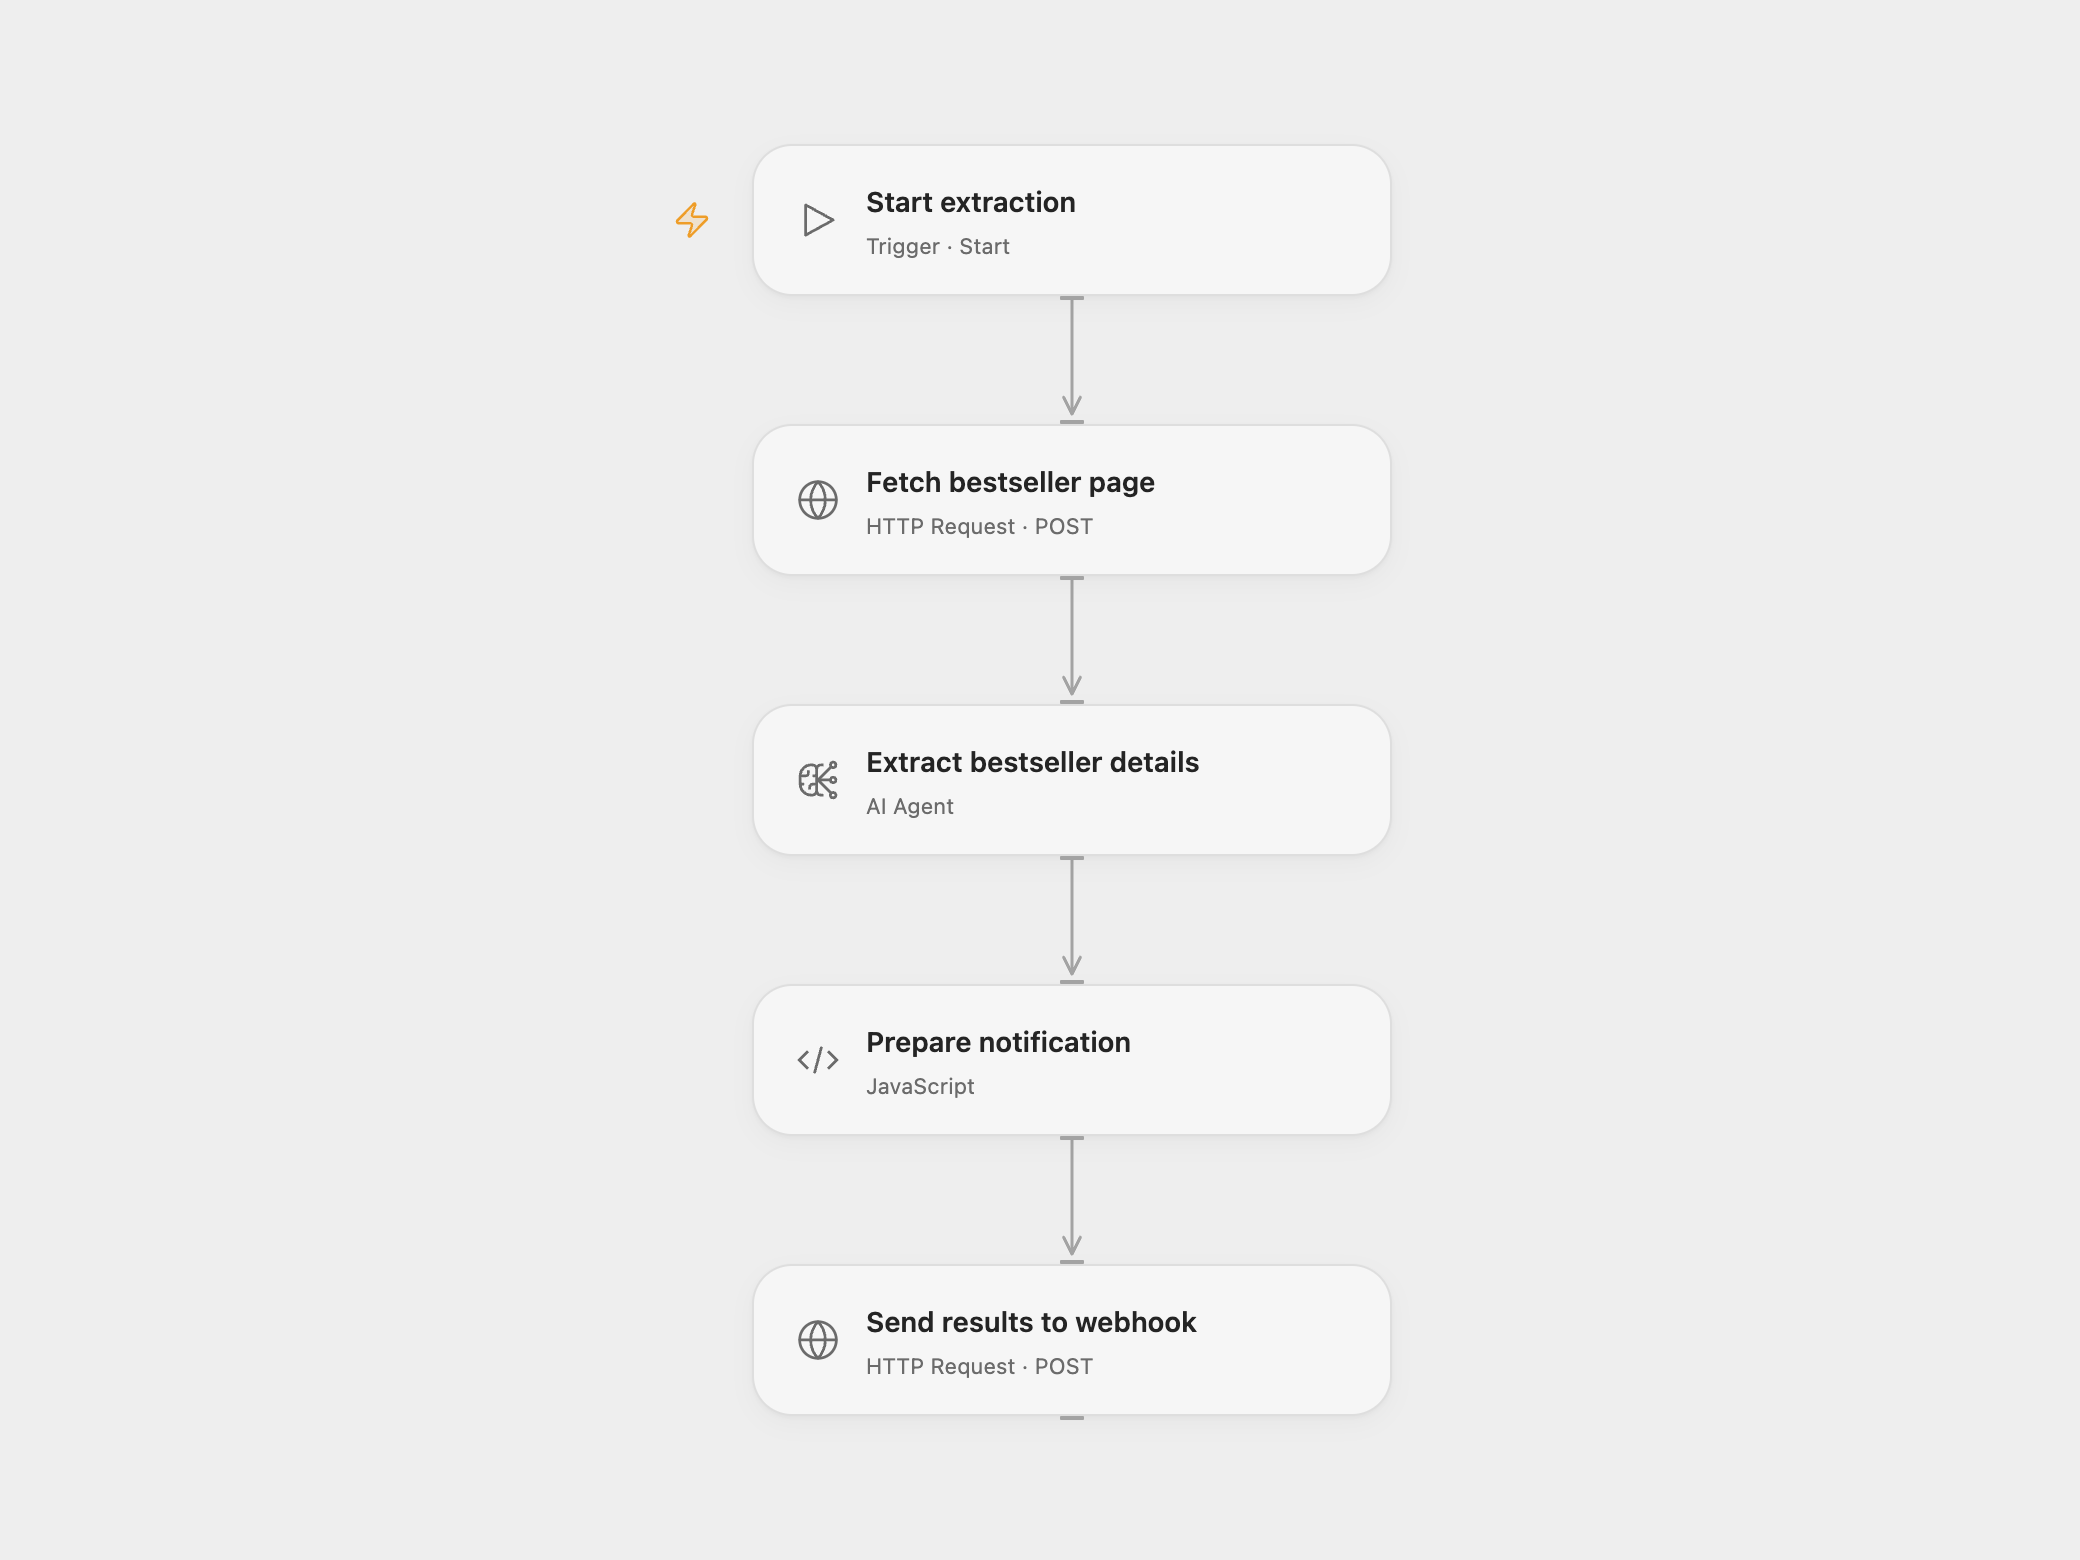 Start extraction
Trigger · Start
Fetch bestseller page
HTTP Request · POST
Extract bestseller details
AI Agent
Prepare notification
JavaScript
Send results to webhook
HTTP Request · POST